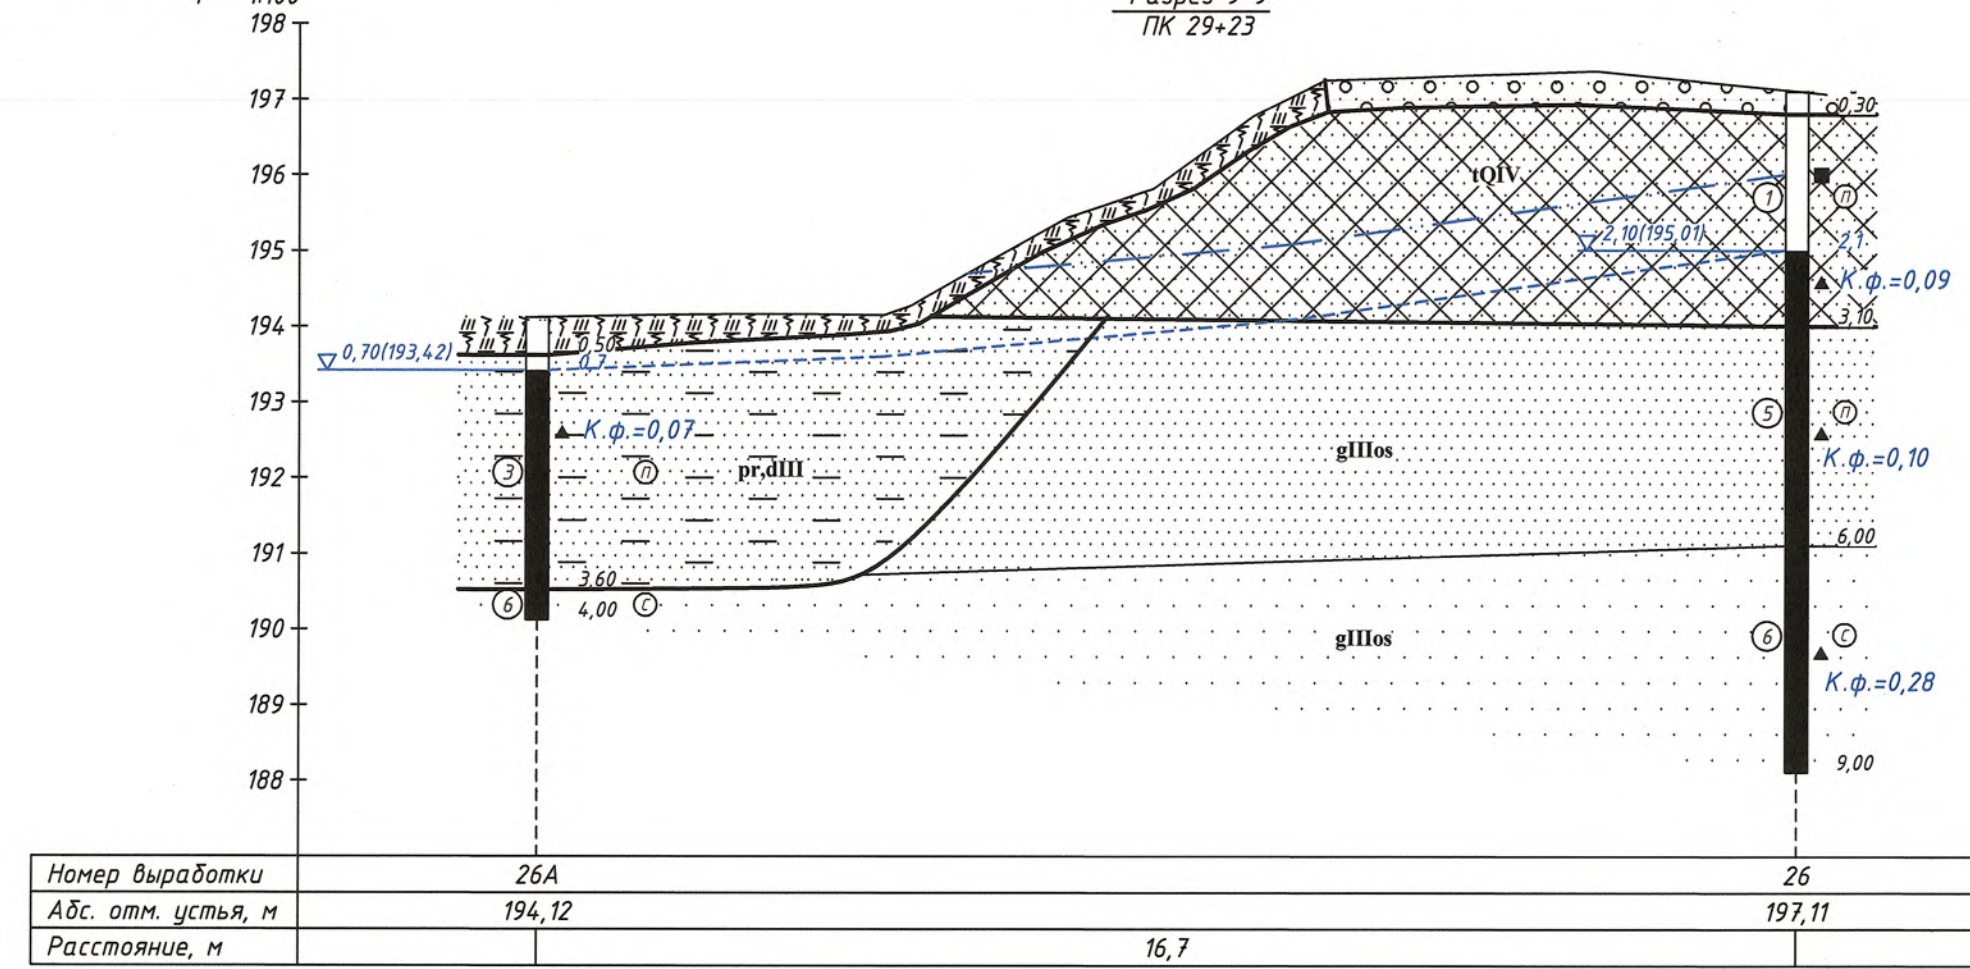 ПК 29+23
198
197
196
195
194
193
192
191
190
189
188
0,30
tQIV
1
П
2,10(195,01)
2,1
К.ф.=0,09
3,10
0,50
0,70(193,42)
0,7
К.ф.=0,07
5
П
gIIIos
К.ф.=0,10
3
П
pr,dIII
6,00
3,60
6
4,00
С
gIIIos
6
С
К.ф.=0,28
9,00
Номер выработки 26А 26
Абс. отм. устья, м 194,12 197,11
Расстояние, м 16,7